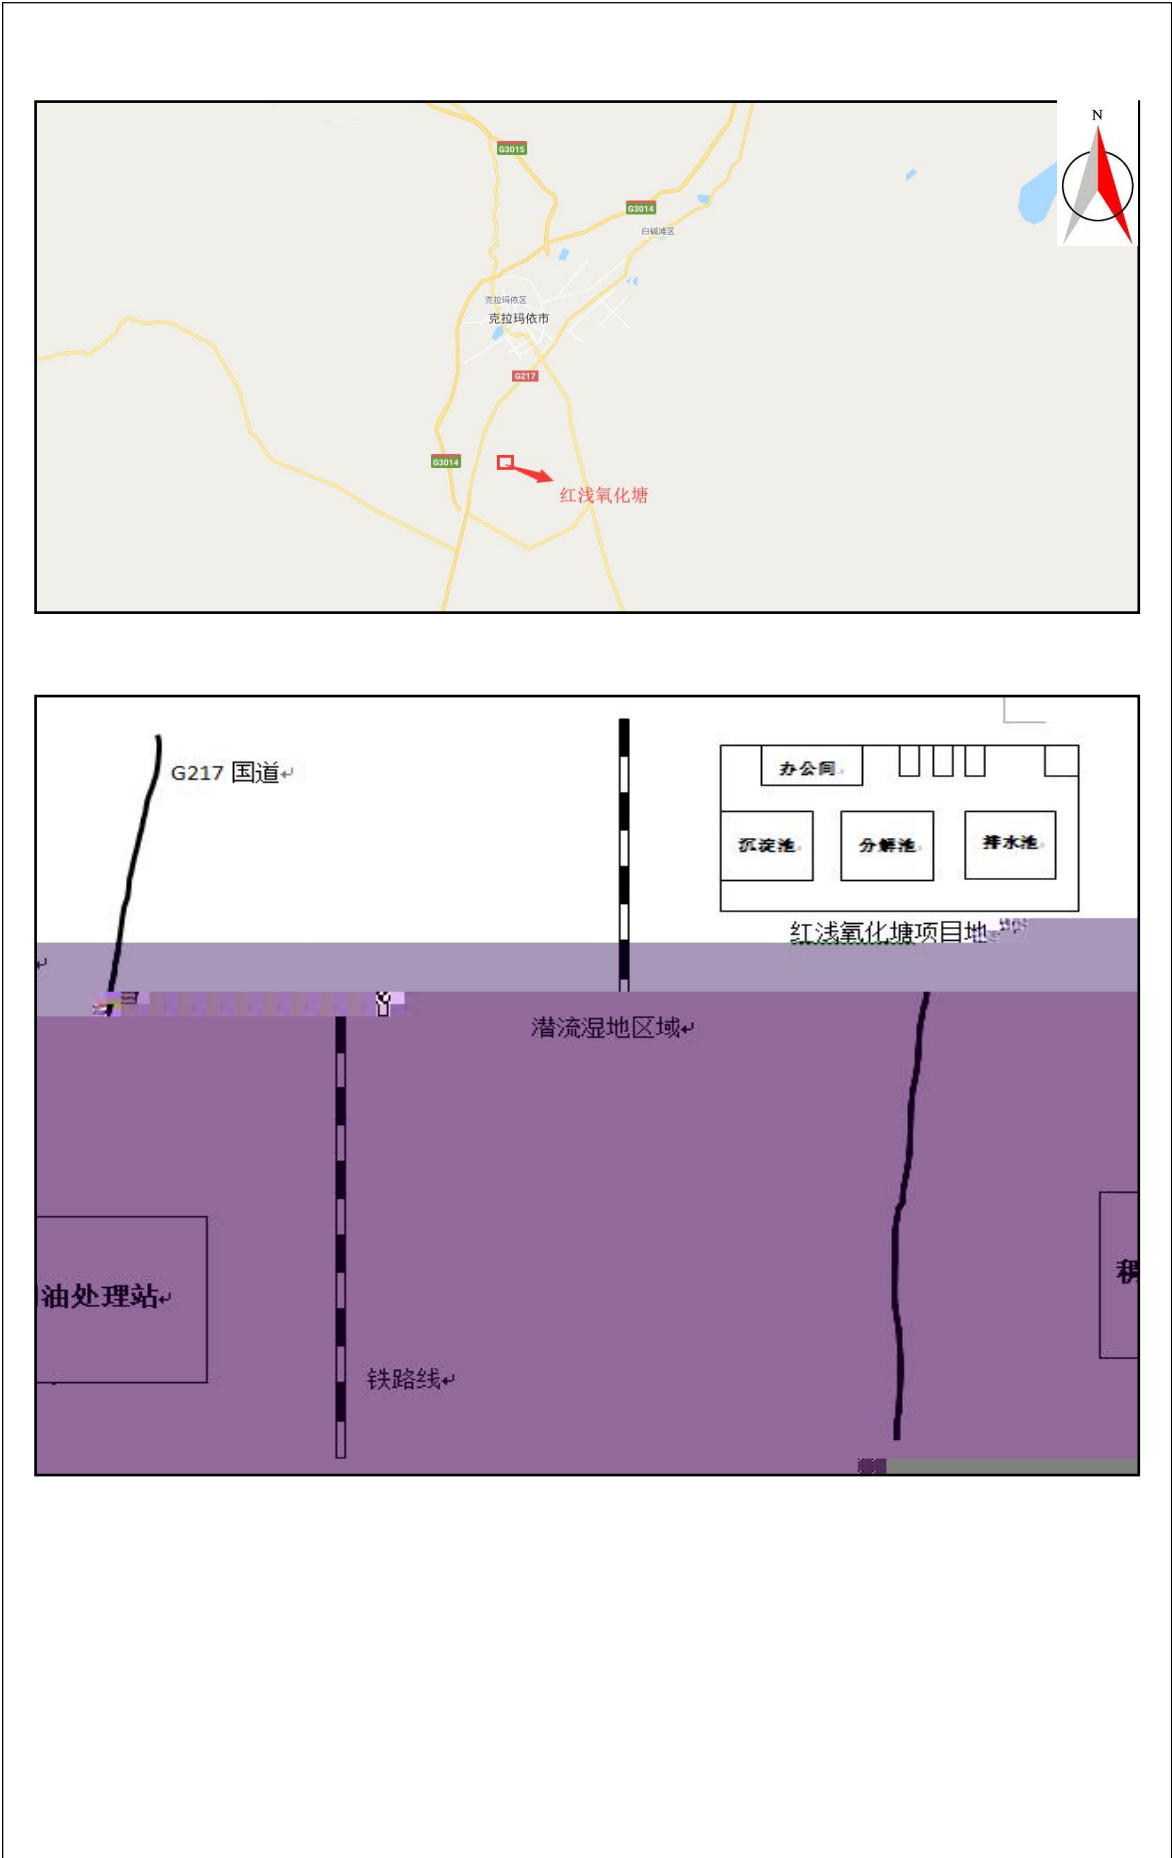 N
G3015
G3014
白碱滩区
克拉玛依区
克拉玛依市
G217
G3014
红浅氧化塘
G217 国道
办公间
沉淀池
分解池
排水池
红浅氧化塘项目地
潜流湿地区域
油处理站
稠
铁路线